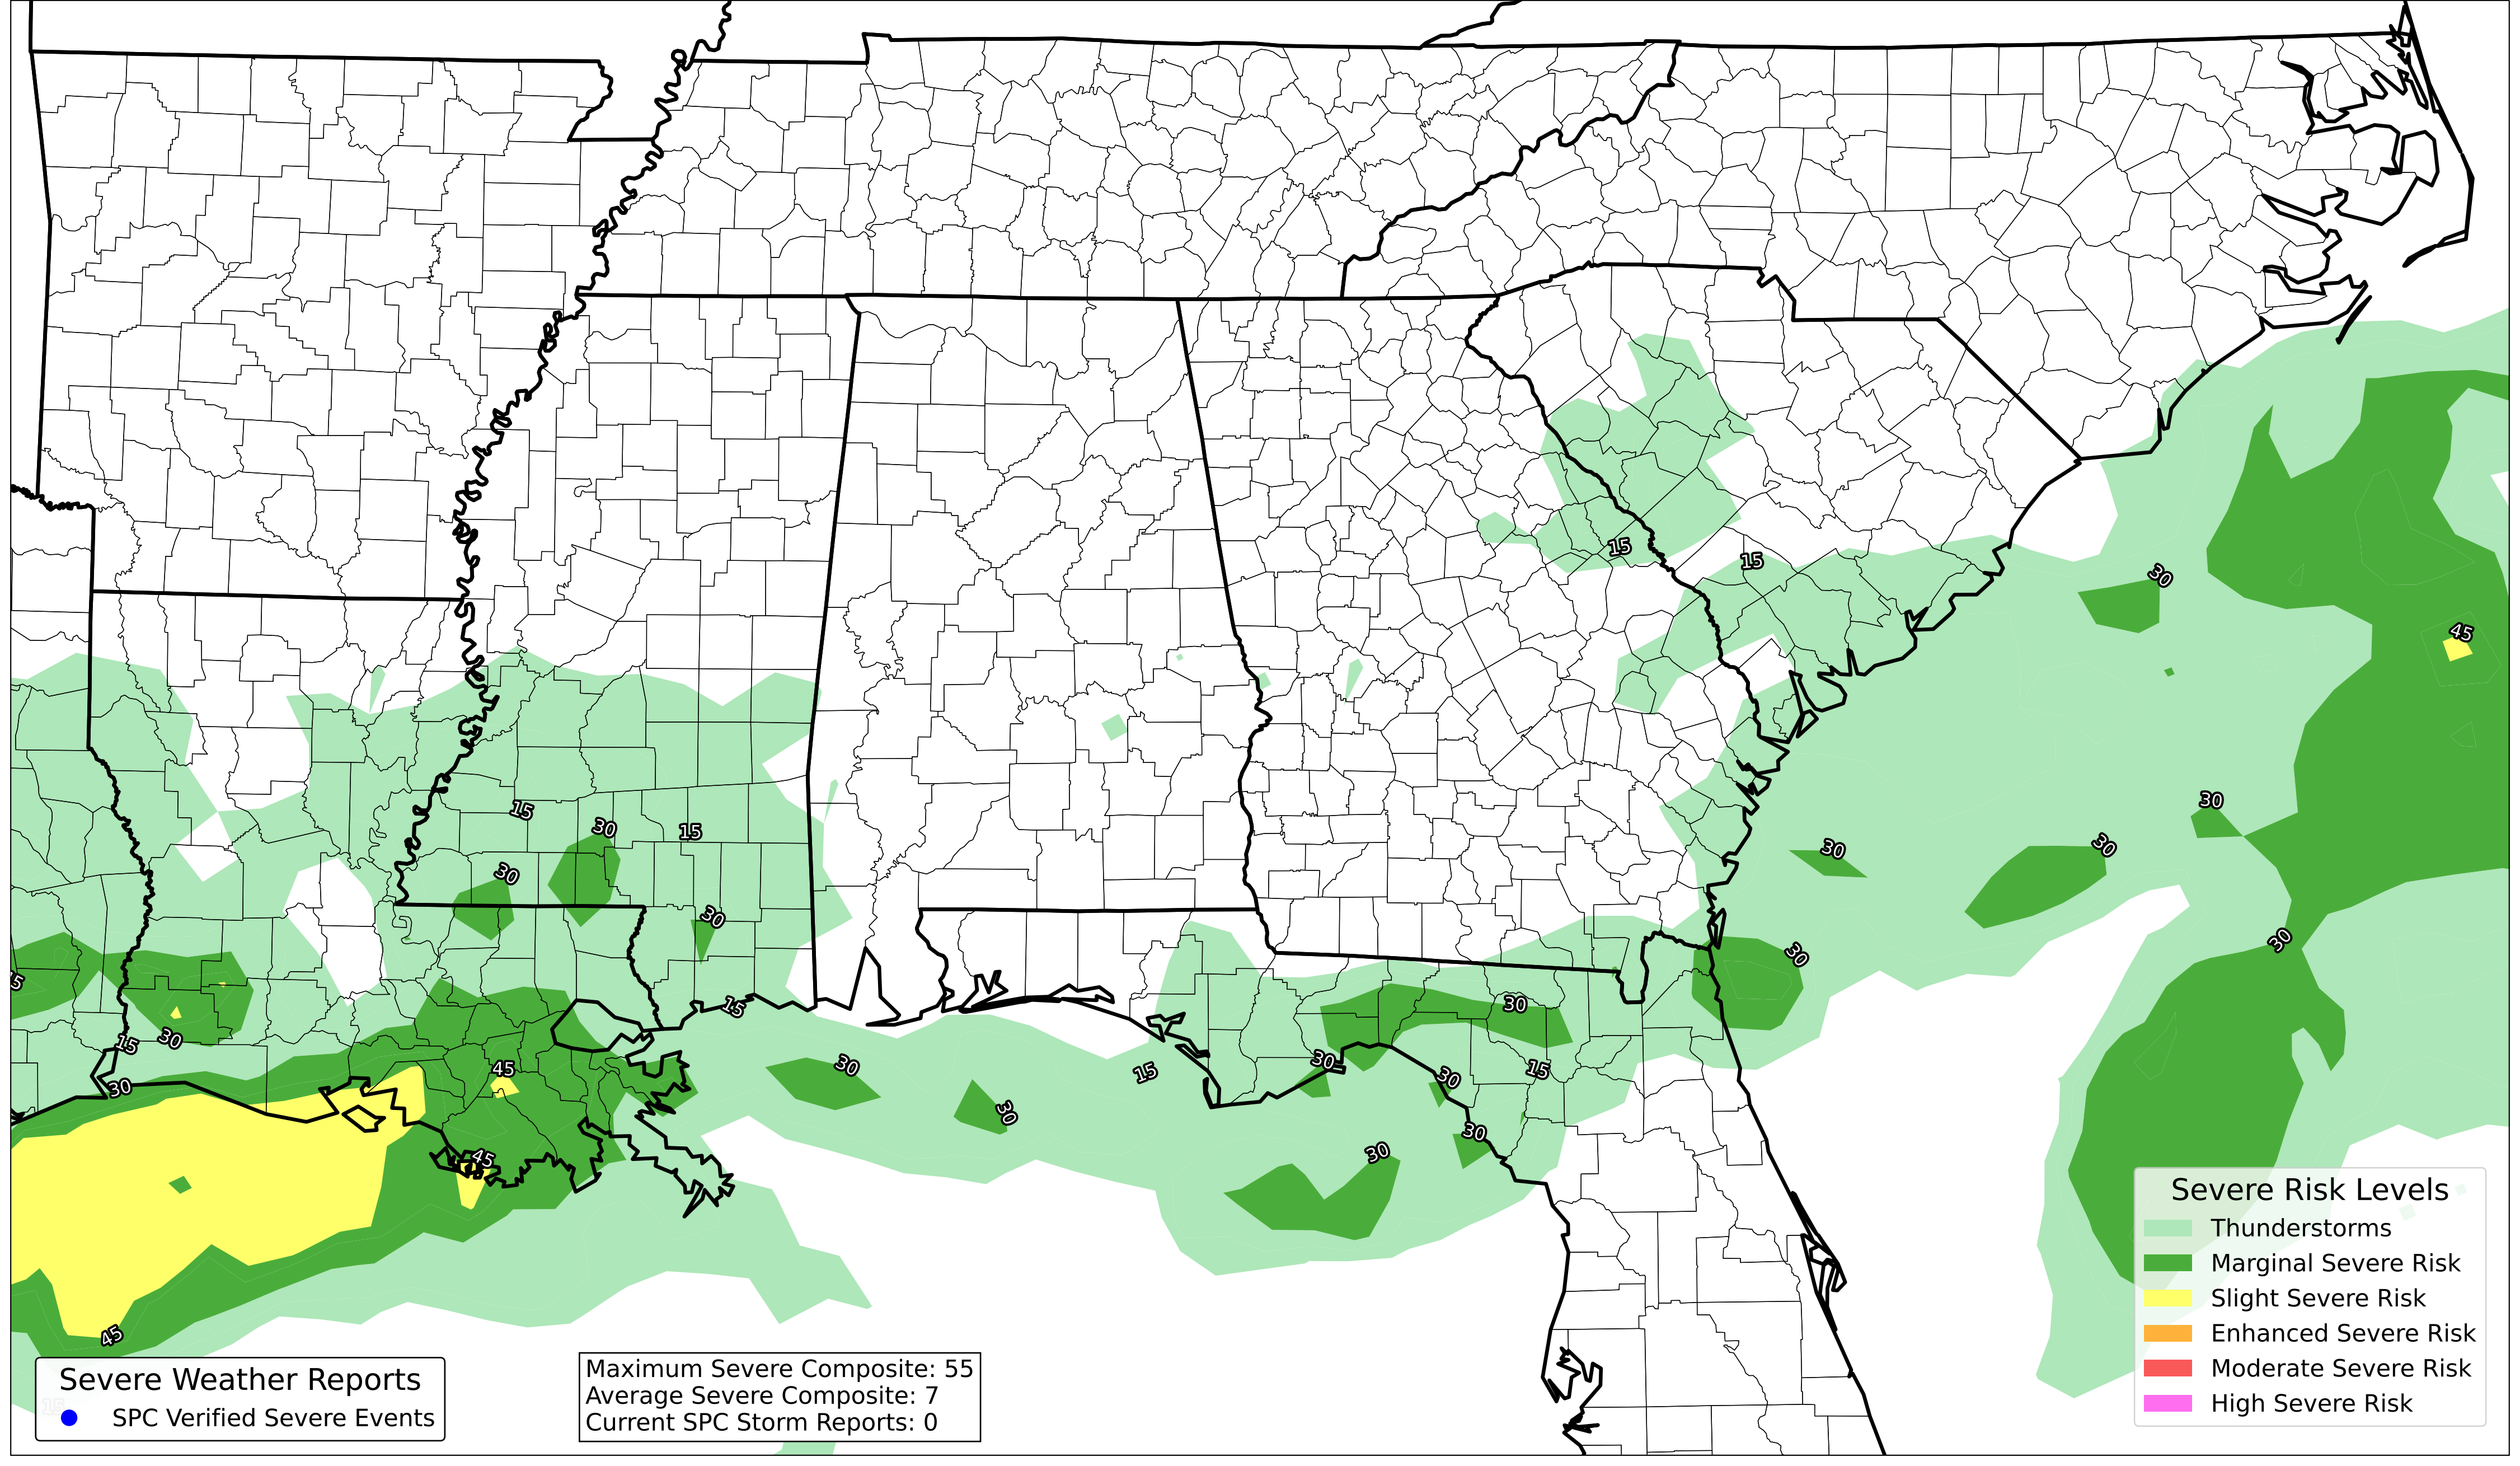 15
15
30
45
15
30
15
30
30
30
30
30
30
30
45
30
15
15
30
30
45
30
15
30
15
30
30
30
30
45
45
Severe Risk Levels
Thunderstorms
Marginal Severe Risk
Slight Severe Risk
Enhanced Severe Risk
Moderate Severe Risk
High Severe Risk
Severe Weather Reports
SPC Verified Severe Events
Maximum Severe Composite: 55
Average Severe Composite: 7
Current SPC Storm Reports: 0